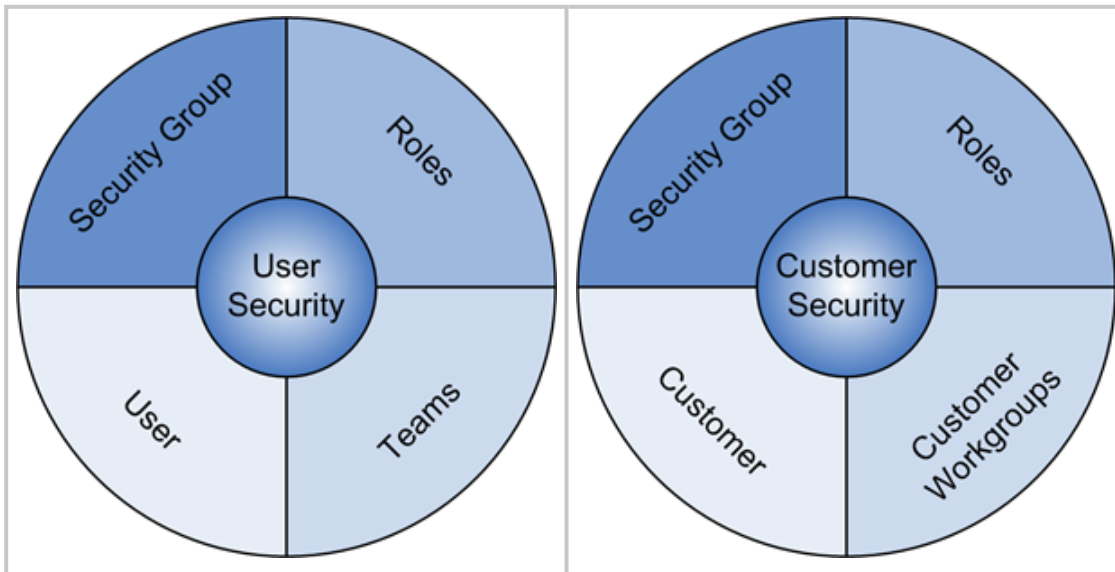 Security Group
Roles
User
Security
User
Teams
Security Group
Roles
Customer
Security
Customer
Customer
Workgroups